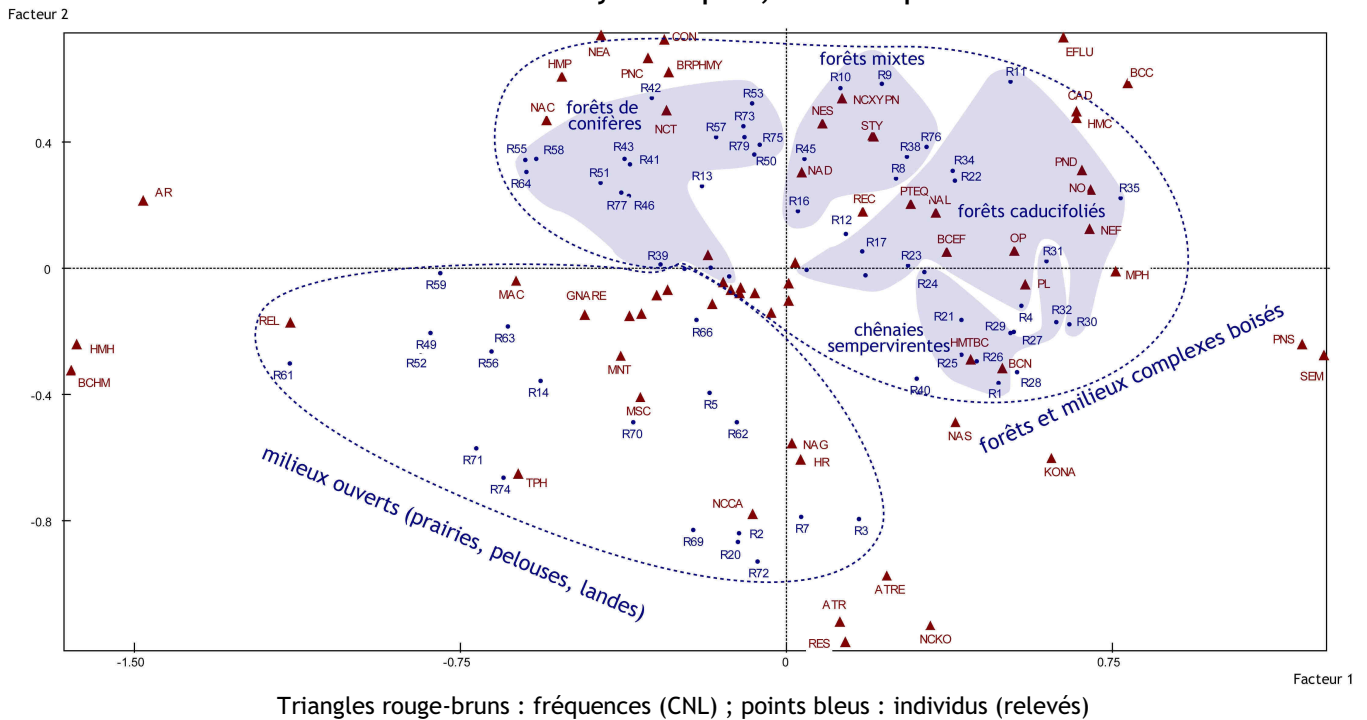 Facteur 2
NEA
CON
EFLU
PNC
BRPHMY
HMP
forêts mixtes
R10
R9
R11
BCC
R42
NCXYPN
CAD
NAC
forêts de
conifères
R53
HMC
NCT
R73
NES
STY
0.4
R57
R75
R76
R79
R43
R55
R58
R41
R50
R45
R38
R34
PND
R64
R51
R13
NAD
R8
R22
NO
R35
AR
R77
R46
PTEQ
NAL
R16
REC
forêts caducifoliés
R12
NEF
R17
BCEF
OP
R31
R39
R23
0
R59
MAC
R24
MPH
GNARE
PL
REL
R66
R21
R4
R32
R30
R63
chênaies
sempervirentes
R29
R27
HMH
R49
HMTBC
PNS
R52
R56
MNT
R25
R26
BCN
SEM
BCHM
R61
R14
R40
R1
R28
-0.4
MSC
R5
forêts et milieux complexes boisés
R70
R62
NAS
NAG
R71
HR
KONA
milieux ouverts (prairies, pelouses, landes)
TPH
R74
NCCA
-0.8
R69
R2
R7
R3
R20
R72
ATRE
ATR
RES
NCKO
-1.50
-0.75
0
0.75
Facteur 1
Triangles rouge-bruns : fréquences (CNL) ; points bleus : individus (relevés)